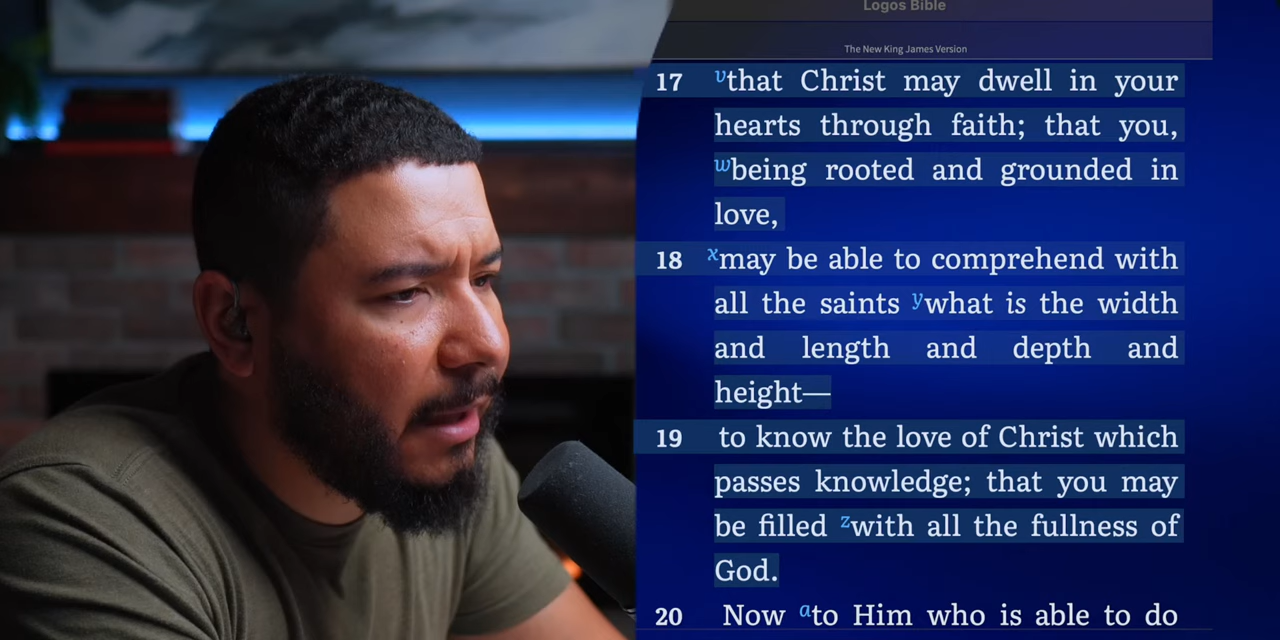 Logos Bible
The New King James Version
17 vthat Christ may dwell in your
hearts through faith; that you,
wbeing rooted and grounded in
love,
18 xmay be able to comprehend with
all the saints ywhat is the width
and length and depth and
height—
19 to know the love of Christ which
passes knowledge; that you may
be filled zwith all the fullness of
God.
20 Now ato Him who is able to do